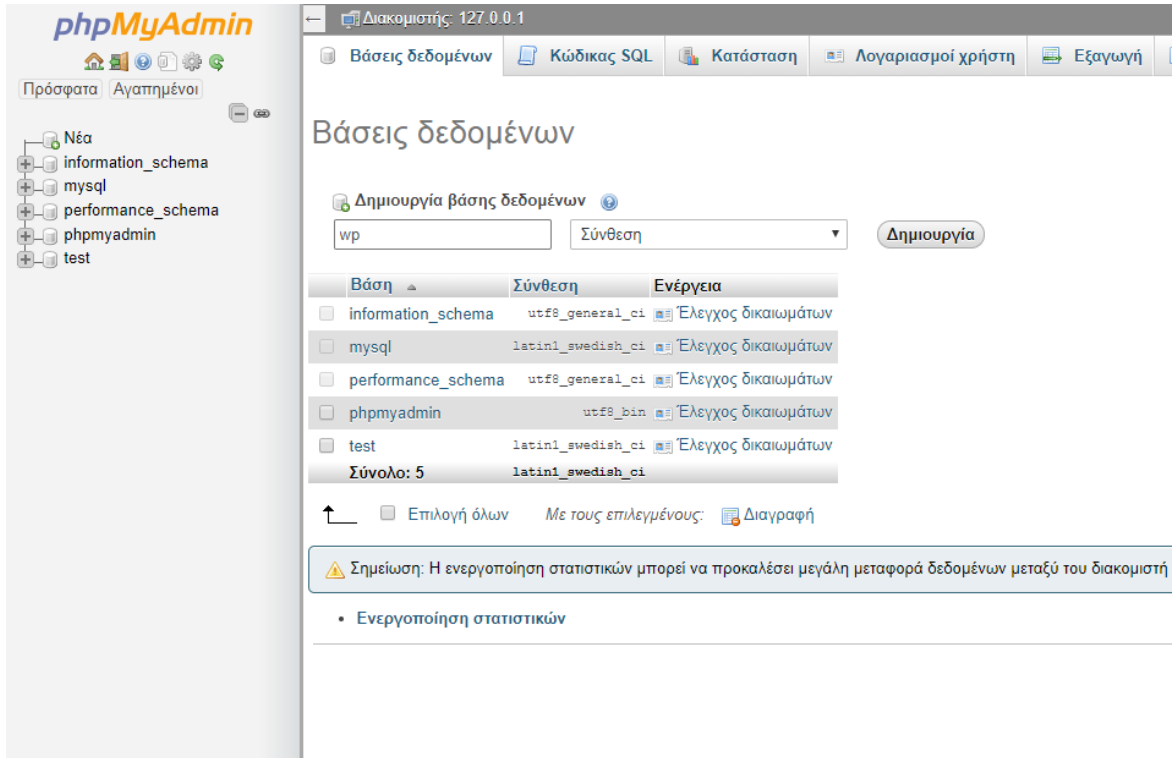 phpMyAdmin
Πρόσφατα Αγαπημένοι
Νέα
information_schema
mysql
performance_schema
phpmyadmin
test
Διακομιστής: 127.0.0.1
Βάσεις δεδομένων Κώδικας SQL Κατάσταση Λογαριασμοί χρήστη Εξαγωγή
Βάσεις δεδομένων
Δημιουργία βάσης δεδομένων
wp Σύνθεση Δημιουργία
Βάση Σύνθεση Ενέργεια
information_schema utf8_general_ci Έλεγχος δικαιωμάτων
mysql latin1_swedish_ci Έλεγχος δικαιωμάτων
performance_schema utf8_general_ci Έλεγχος δικαιωμάτων
phpmyadmin utf8_bin Έλεγχος δικαιωμάτων
test latin1_swedish_ci Έλεγχος δικαιωμάτων
Σύνολο: 5 latin1_swedish_ci
Επιλογή όλων Με τους επιλεγμένους: Διαγραφή
Σημείωση: Η ενεργοποίηση στατιστικών μπορεί να προκαλέσει μεγάλη μεταφορά δεδομένων μεταξύ του διακομιστή
• Ενεργοποίηση στατιστικών